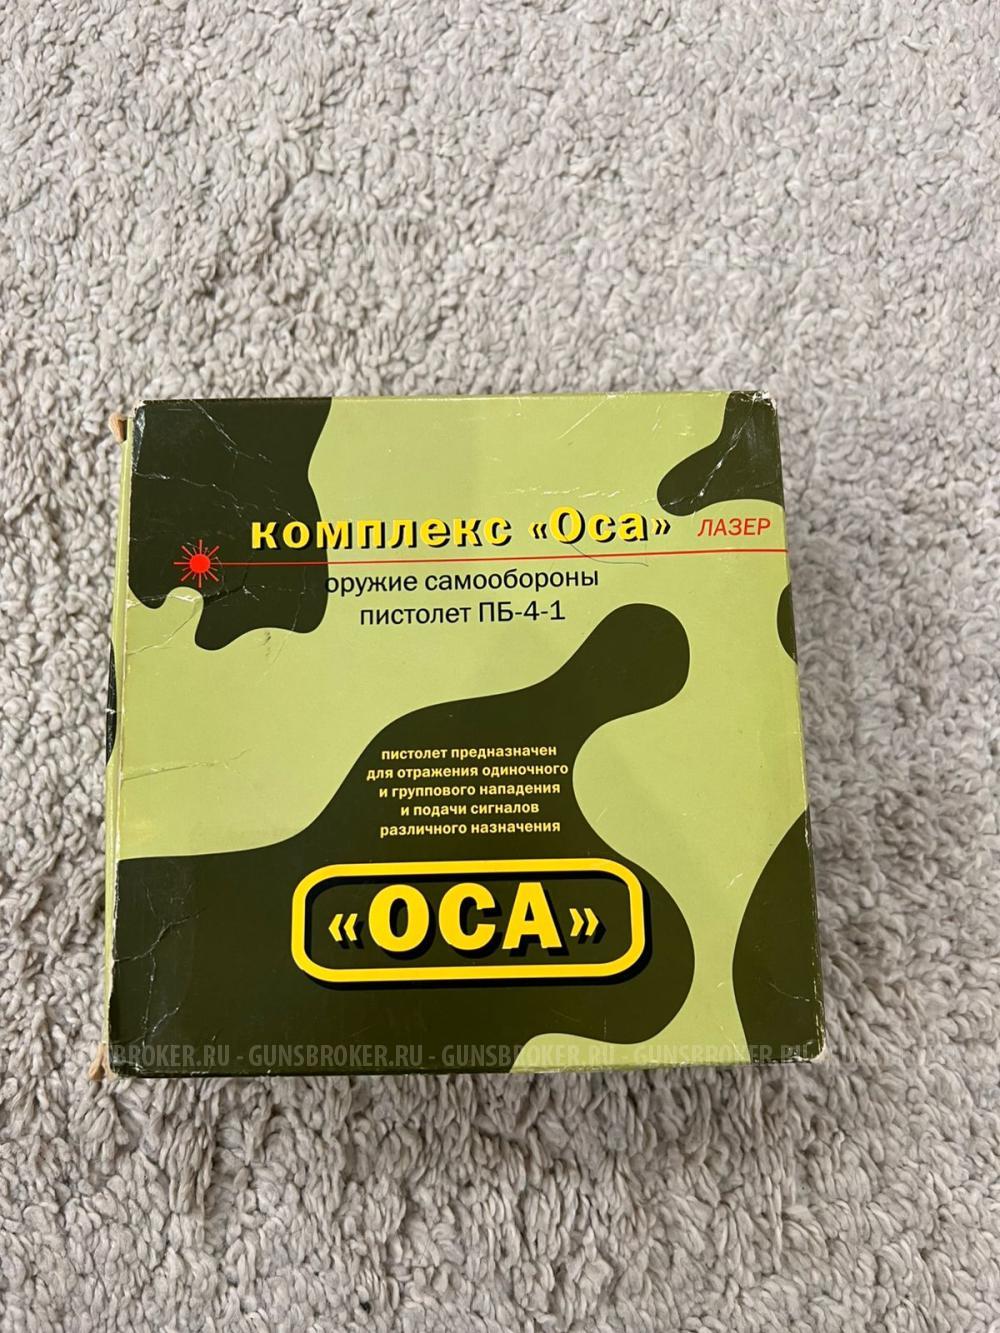 комплекс «Оса» ЛАЗЕР
оружие самообороны
пистолет ПБ-4-1
пистолет предназначен
для отражения одиночного
и группового нападения
и подачи сигналов
различного назначения
«ОСА»
BROKER.RU - GUNSBROKER.RU - GUNSBROKER.RU - GUNSBROKER.RU